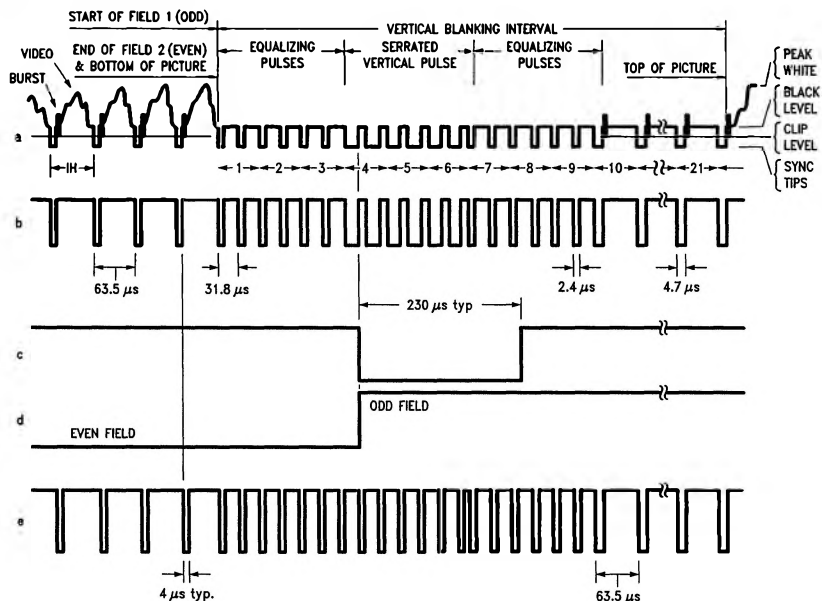 START OF FIELD 1 (ODD)
VERTICAL BLANKING INTERVAL
END OF FIELD 2 (EVEN)
& BOTTOM OF PICTURE
EQUALIZING
PULSES
SERRATED
VERTICAL PULSE
EQUALIZING
PULSES
TOP OF PICTURE
VIDEO
BURST
PEAK
WHITE
BLACK
LEVEL
CLIP
LEVEL
SYNC
TIPS
a
IH
1 2 3 4 5 6 7 8 9 10 21
b
63.5 μs
31.8 μs
2.4 μs
4.7 μs
230 μs typ
c
d
ODD FIELD
EVEN FIELD
e
4 μs typ.
63.5 μs